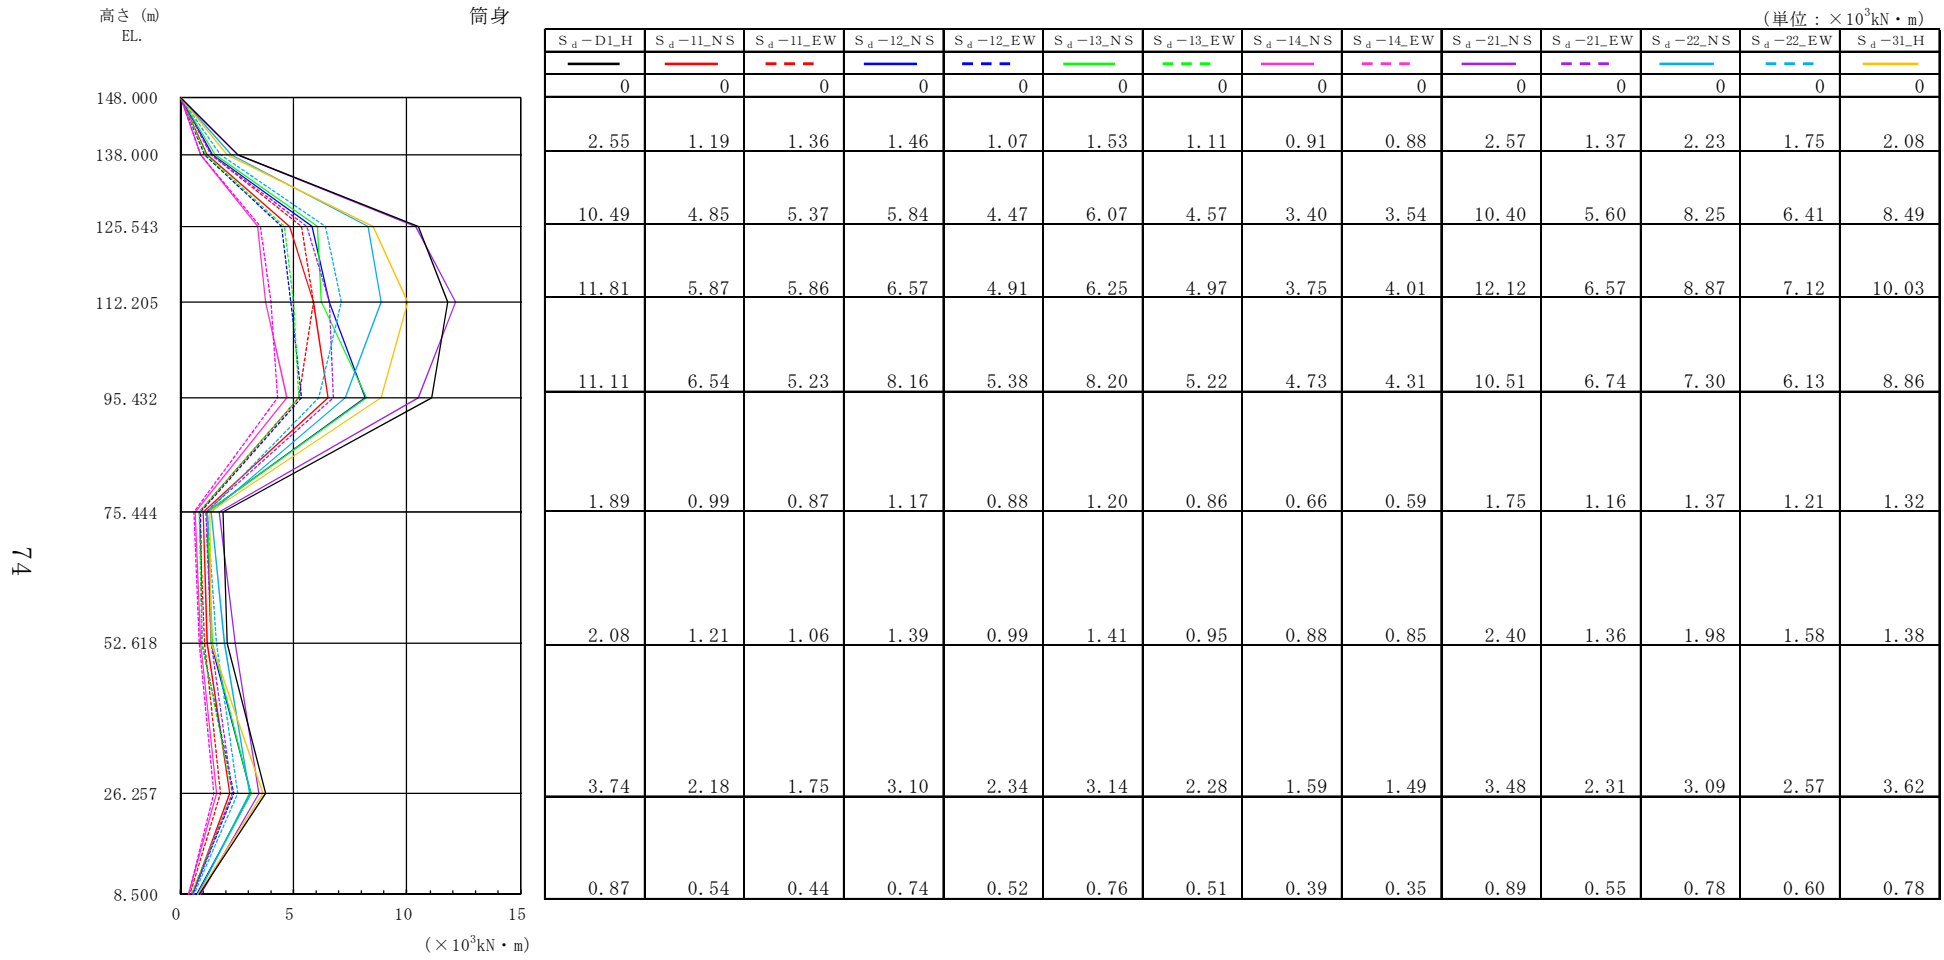 高さ (m)
EL.
筒身
(単位：×10³kN・m)
Sd-D1_H Sd-11_NS Sd-11_EW Sd-12_NS Sd-12_EW Sd-13_NS Sd-13_EW Sd-14_NS Sd-14_EW Sd-21_NS Sd-21_EW Sd-22_NS Sd-22_EW Sd-31_H
0 0 0 0 0 0 0 0 0 0 0 0 0 0
148.000
2.55 1.19 1.36 1.46 1.07 1.53 1.11 0.91 0.88 2.57 1.37 2.23 1.75 2.08
138.000
10.49 4.85 5.37 5.84 4.47 6.07 4.57 3.40 3.54 10.40 5.60 8.25 6.41 8.49
125.543
11.81 5.87 5.86 6.57 4.91 6.25 4.97 3.75 4.01 12.12 6.57 8.87 7.12 10.03
112.205
11.11 6.54 5.23 8.16 5.38 8.20 5.22 4.73 4.31 10.51 6.74 7.30 6.13 8.86
95.432
1.89 0.99 0.87 1.17 0.88 1.20 0.86 0.66 0.59 1.75 1.16 1.37 1.21 1.32
75.444
2.08 1.21 1.06 1.39 0.99 1.41 0.95 0.88 0.85 2.40 1.36 1.98 1.58 1.38
52.618
3.74 2.18 1.75 3.10 2.34 3.14 2.28 1.59 1.49 3.48 2.31 3.09 2.57 3.62
26.257
0.87 0.54 0.44 0.74 0.52 0.76 0.51 0.39 0.35 0.89 0.55 0.78 0.60 0.78
8.500
0 5 10 15
(×10³kN・m)
74